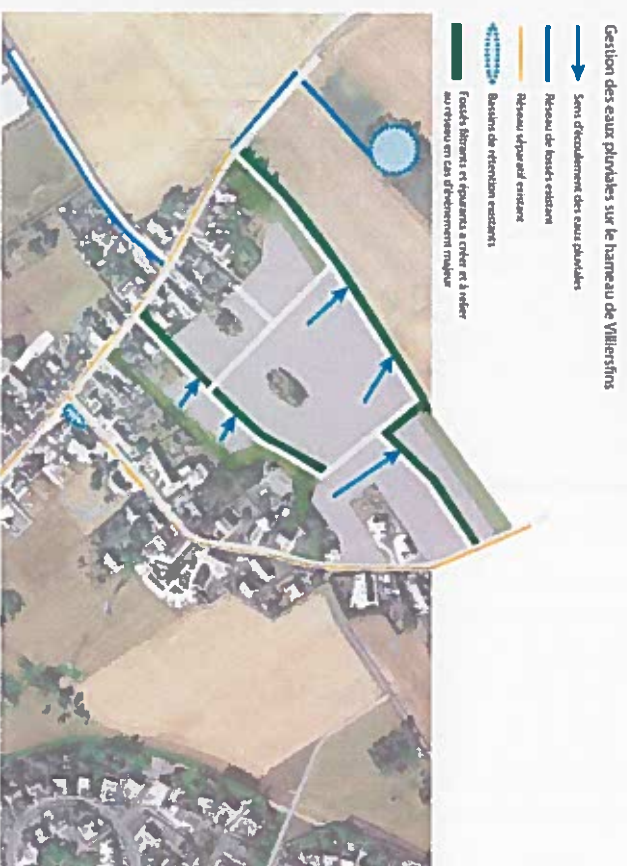 Gestion des eaux pluviales sur le hameau de Villiersfins
Sens d'écoulement des eaux pluviales
Réseau de fossés existant
Réseau séparatif existant
Bassins de rétention existants
Fossés filtrants et épurants à créer et à relier
au réseau en cas d'événement majeur